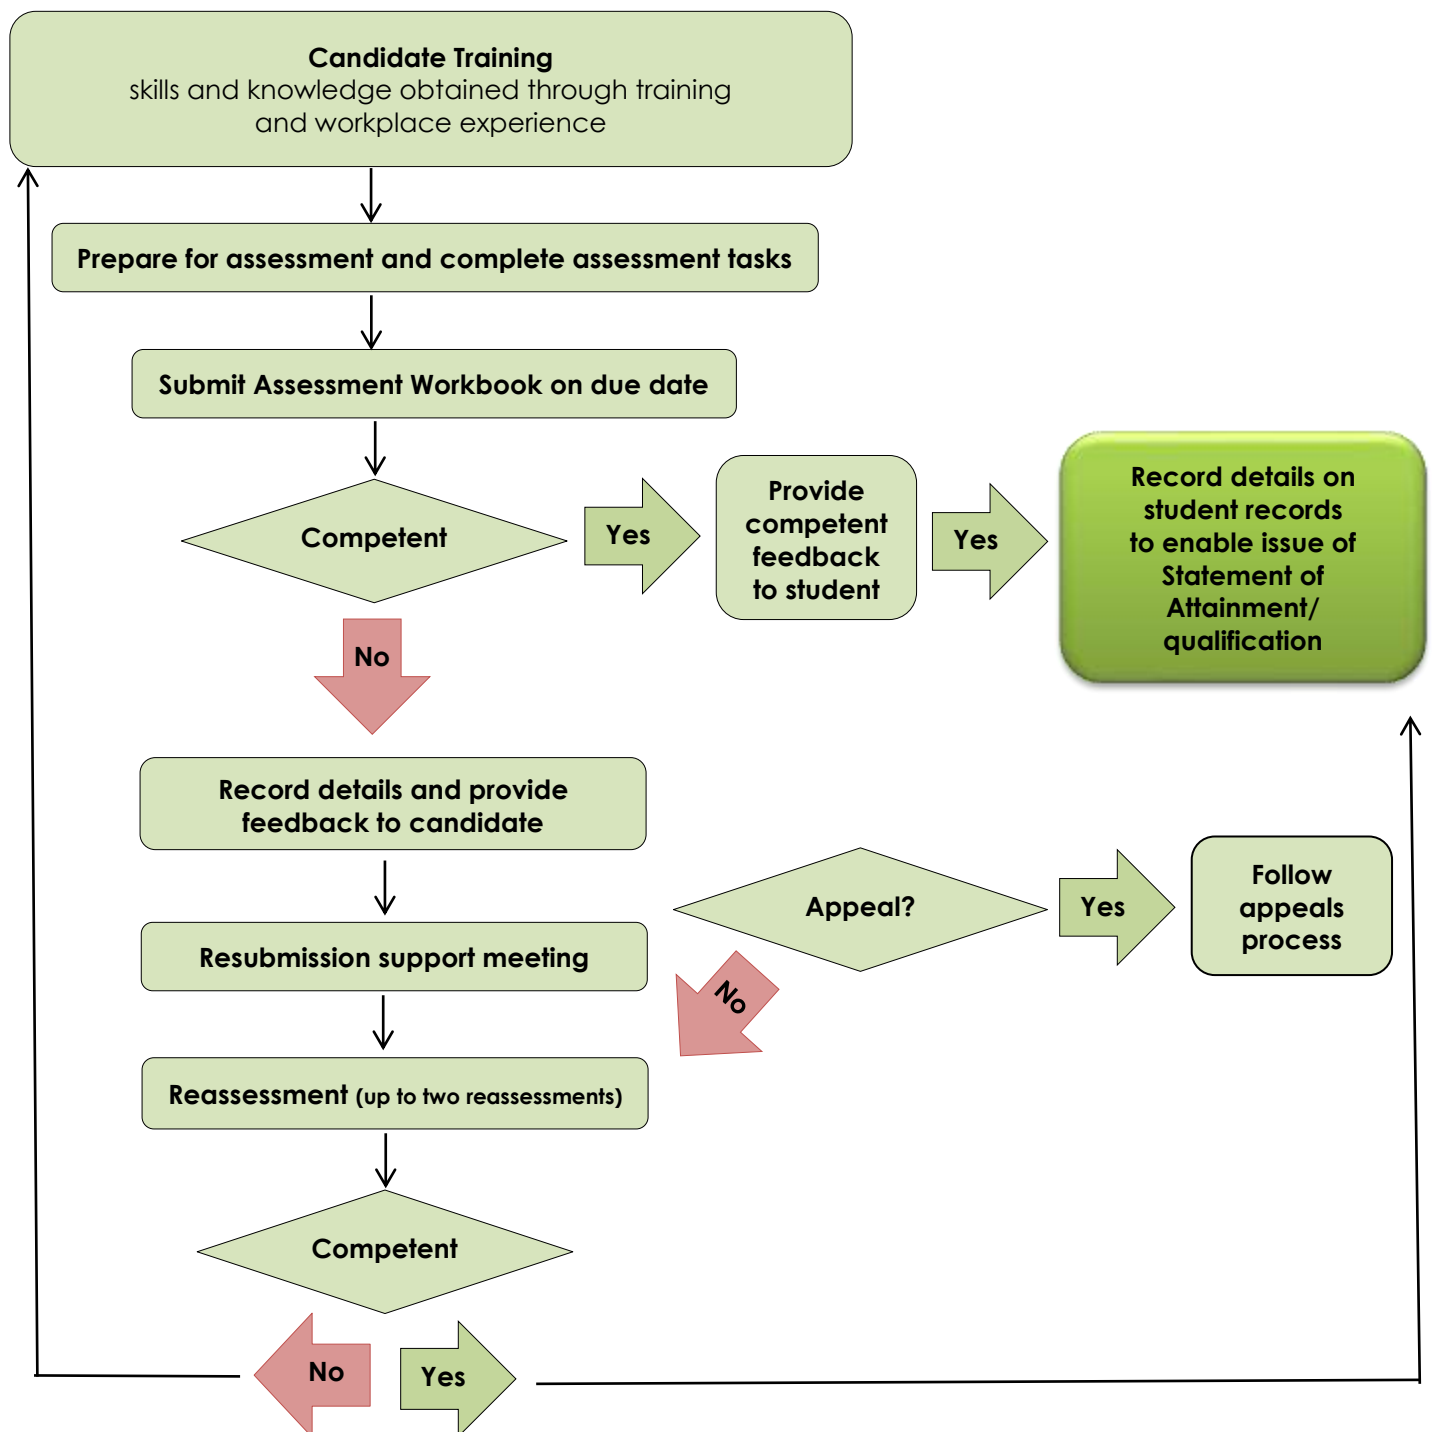 Candidate Training
skills and knowledge obtained through training
and workplace experience
Prepare for assessment and complete assessment tasks
Submit Assessment Workbook on due date
Competent
Yes
Provide
competent
feedback
to student
Yes
Record details on
student records
to enable issue of
Statement of
Attainment/
qualification
No
Record details and provide
feedback to candidate
Appeal?
Yes
Follow
appeals
process
Resubmission support meeting
No
Reassessment (up to two reassessments)
Competent
No
Yes